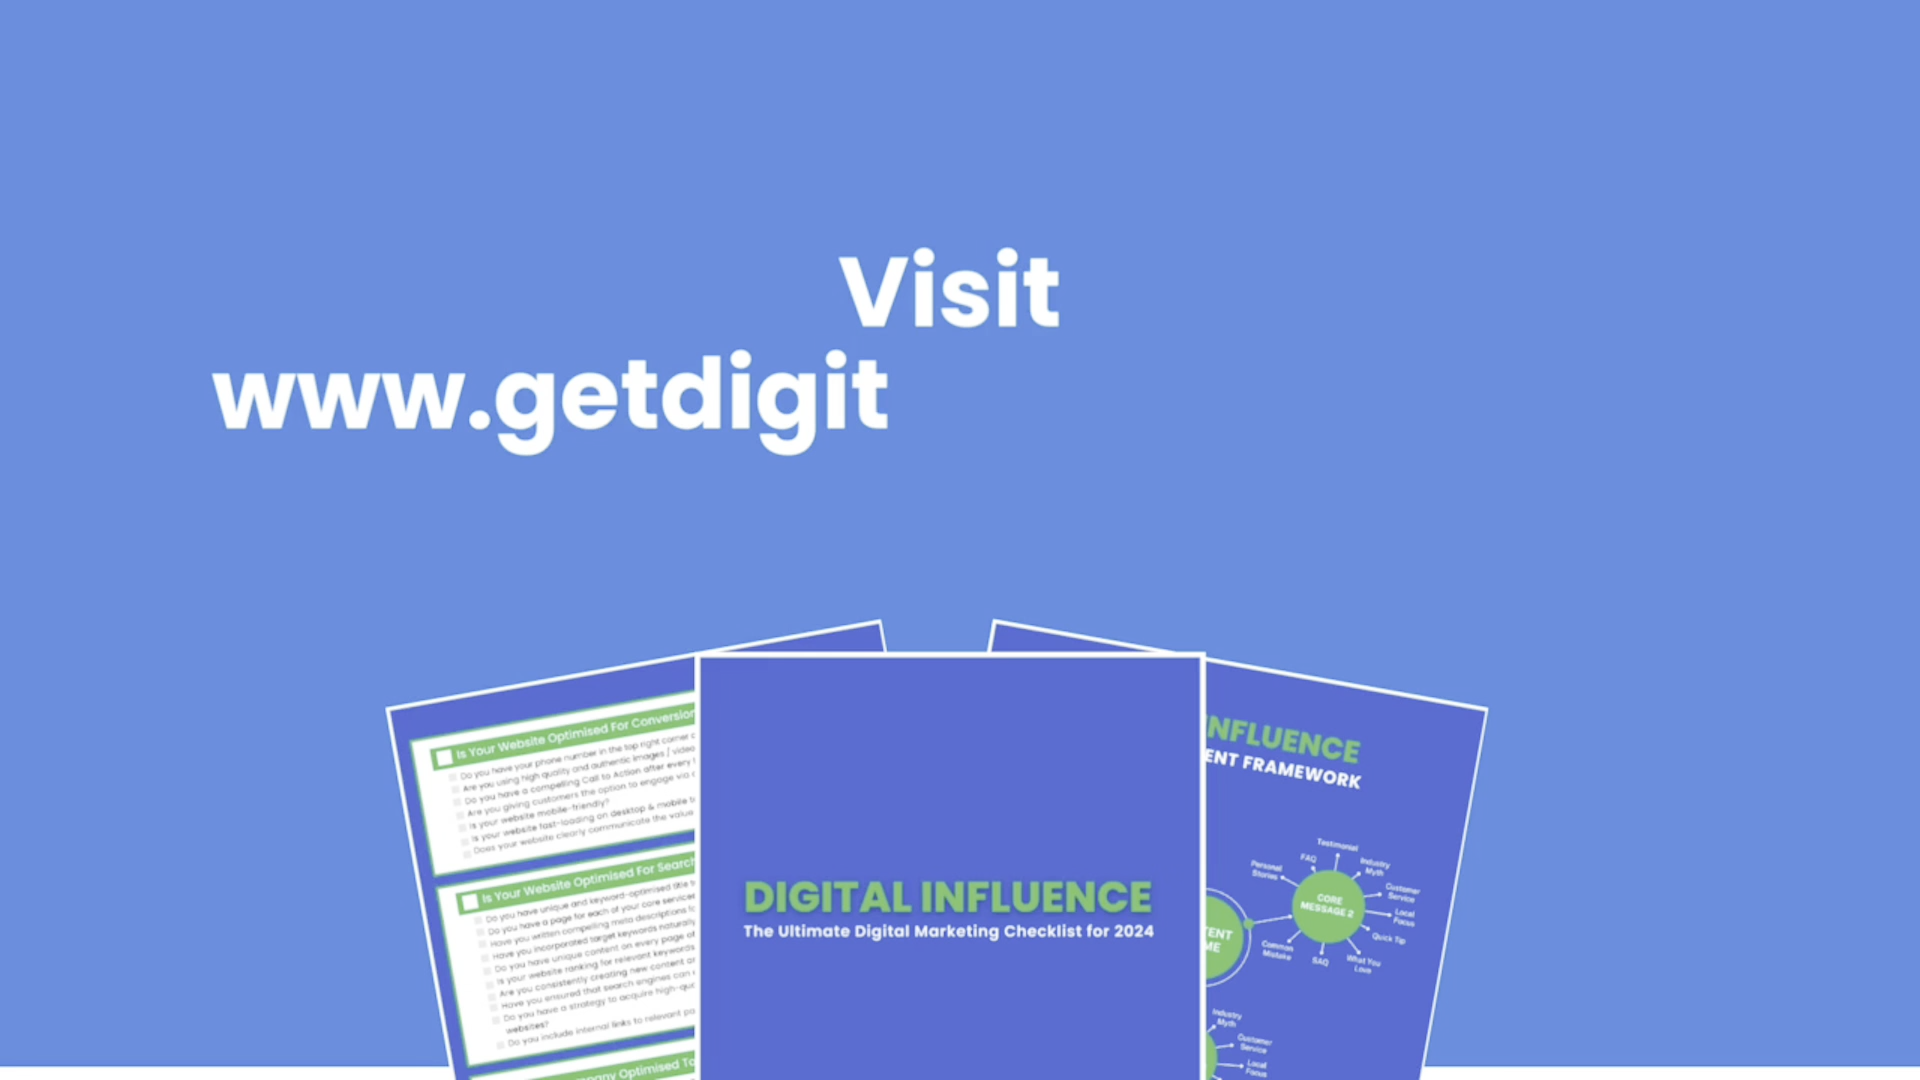 Visit
www.getdigit
Is Your Website Optimised For Conversion
Do you have your phone number in the top right corner
Are you using high quality and authentic images / video
Do you have a compelling Call to Action after every
Are you giving customers the option to engage via
Is your website mobile-friendly?
Is your website fast-loading on desktop & mobile
Does your website clearly communicate the value
Is Your Website Optimised For Search
Do you have unique and keyword-optimised title
Do you have a page for each of your core services
Have you written compelling meta descriptions
Have you incorporated target keywords naturally
Do you have unique content on every page of
Is your website ranking for relevant keywords
Are you consistently creating new content
Have you ensured that search engines can
Do you have a strategy to acquire high-qu
websites?
Do you include internal links to relevant
pany Optimised To
DIGITAL INFLUENCE
The Ultimate Digital Marketing Checklist for 2024
INFLUENCE
ENT FRAMEWORK
Testimonial
FAQ
Industry
Myth
Personal
Stories
Customer
Service
CORE
MESSAGE 2
Local
Focus
Quick Tip
TENT
ME
Common
Mistake
SAQ
What You
Love
Industry
Myth
Customer
Service
Local
Focus